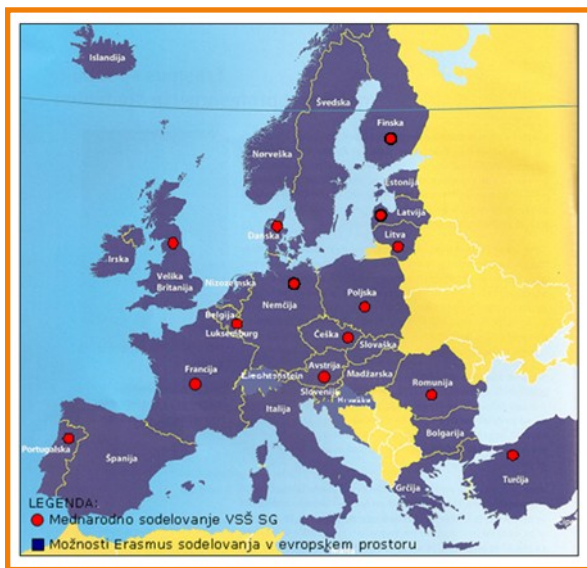 Islandija
Švedska
Finska
Nørveška
Estonija
Latvija
Danska
Litva
Irska
Velika
Britanija
Nizozemska
Nemčija
Poljska
Belgija
Luksemburg
Češka
Slovaška
Francija
Liechtenstein
Avstrija
Madžarska
Slovenija
Hrvaška
Romunija
Italija
Bolgarija
Portugalska
Španija
Grčija
Turčija
LEGENDA:
Mednarodno sodelovanje VSŠ SG
Možnosti Erasmus sodelovanja v evropskem prostoru